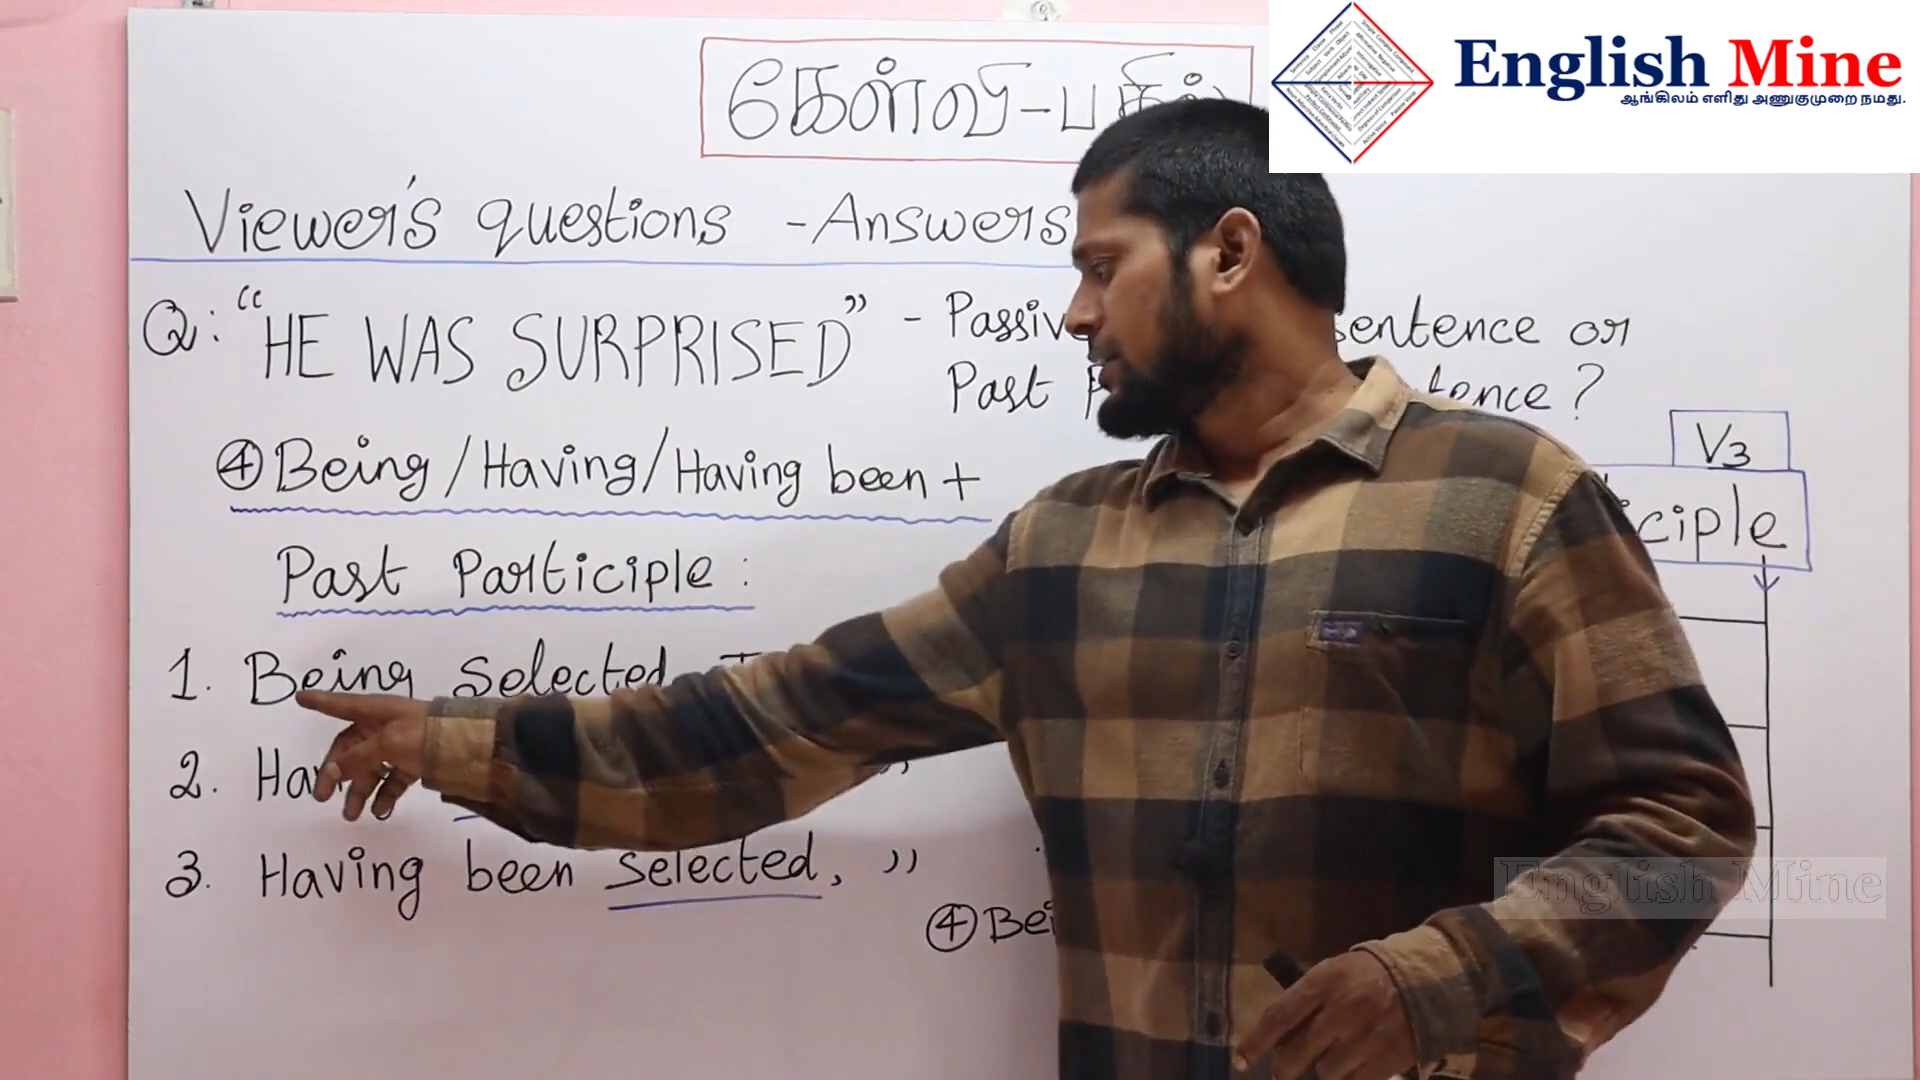 கேள்வி-பதில்
English Mine
ஆங்கிலம் எளிது அணுகுமுறை நமது.
Viewer's questions - Answers
Q: "HE WAS SURPRISED" - Passiv sentence or
Past tence?
④ Being / Having / Having been +
Past Participle :
V3
ciple
1. Being selected
2. Hav ,,
3. Having been selected, ,,
④ Bei
English Mine